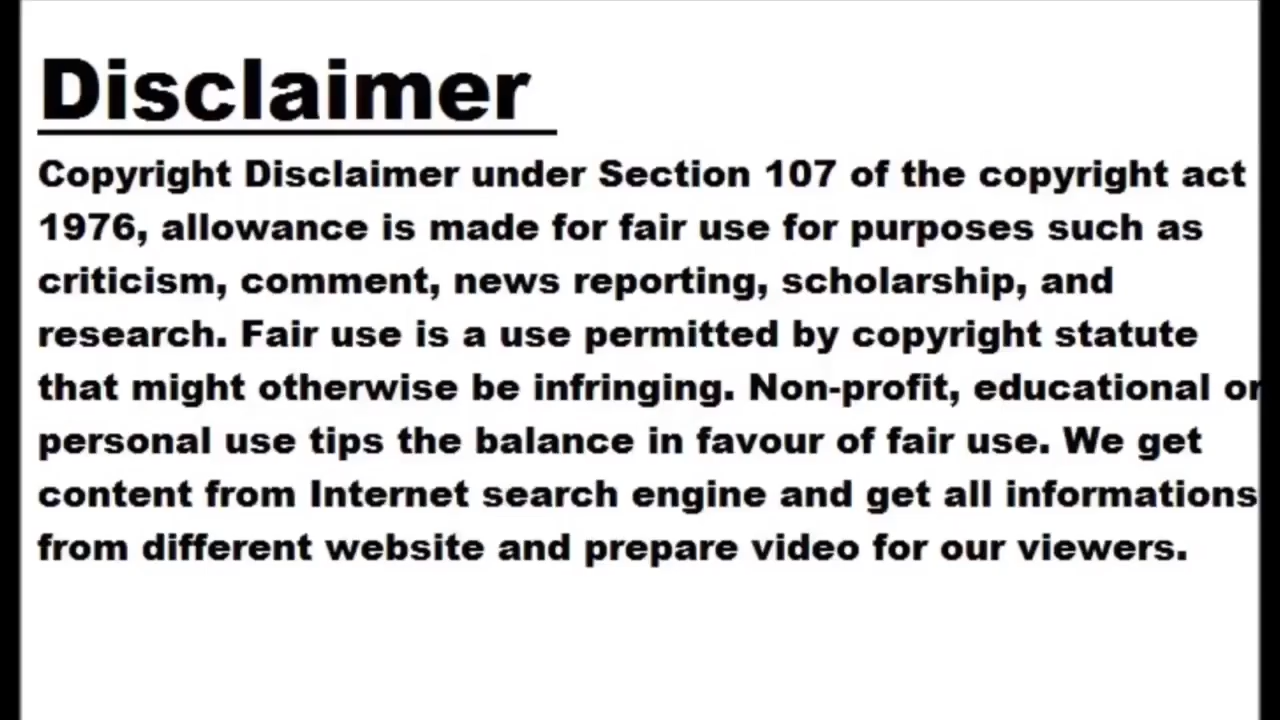 Disclaimer
Copyright Disclaimer under Section 107 of the copyright act
1976, allowance is made for fair use for purposes such as
criticism, comment, news reporting, scholarship, and
research. Fair use is a use permitted by copyright statute
that might otherwise be infringing. Non-profit, educational or
personal use tips the balance in favour of fair use. We get
content from Internet search engine and get all informations
from different website and prepare video for our viewers.